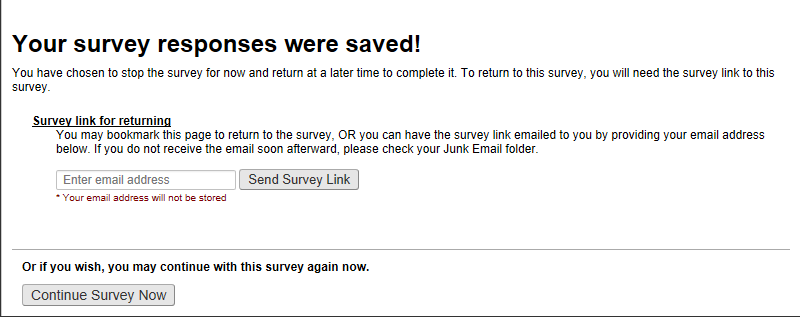 Your survey responses were saved!
You have chosen to stop the survey for now and return at a later time to complete it. To return to this survey, you will need the survey link to this
survey.
Survey link for returning
You may bookmark this page to return to the survey, OR you can have the survey link emailed to you by providing your email address
below. If you do not receive the email soon afterward, please check your Junk Email folder.
Enter email address Send Survey Link
* Your email address will not be stored
Or if you wish, you may continue with this survey again now.
Continue Survey Now